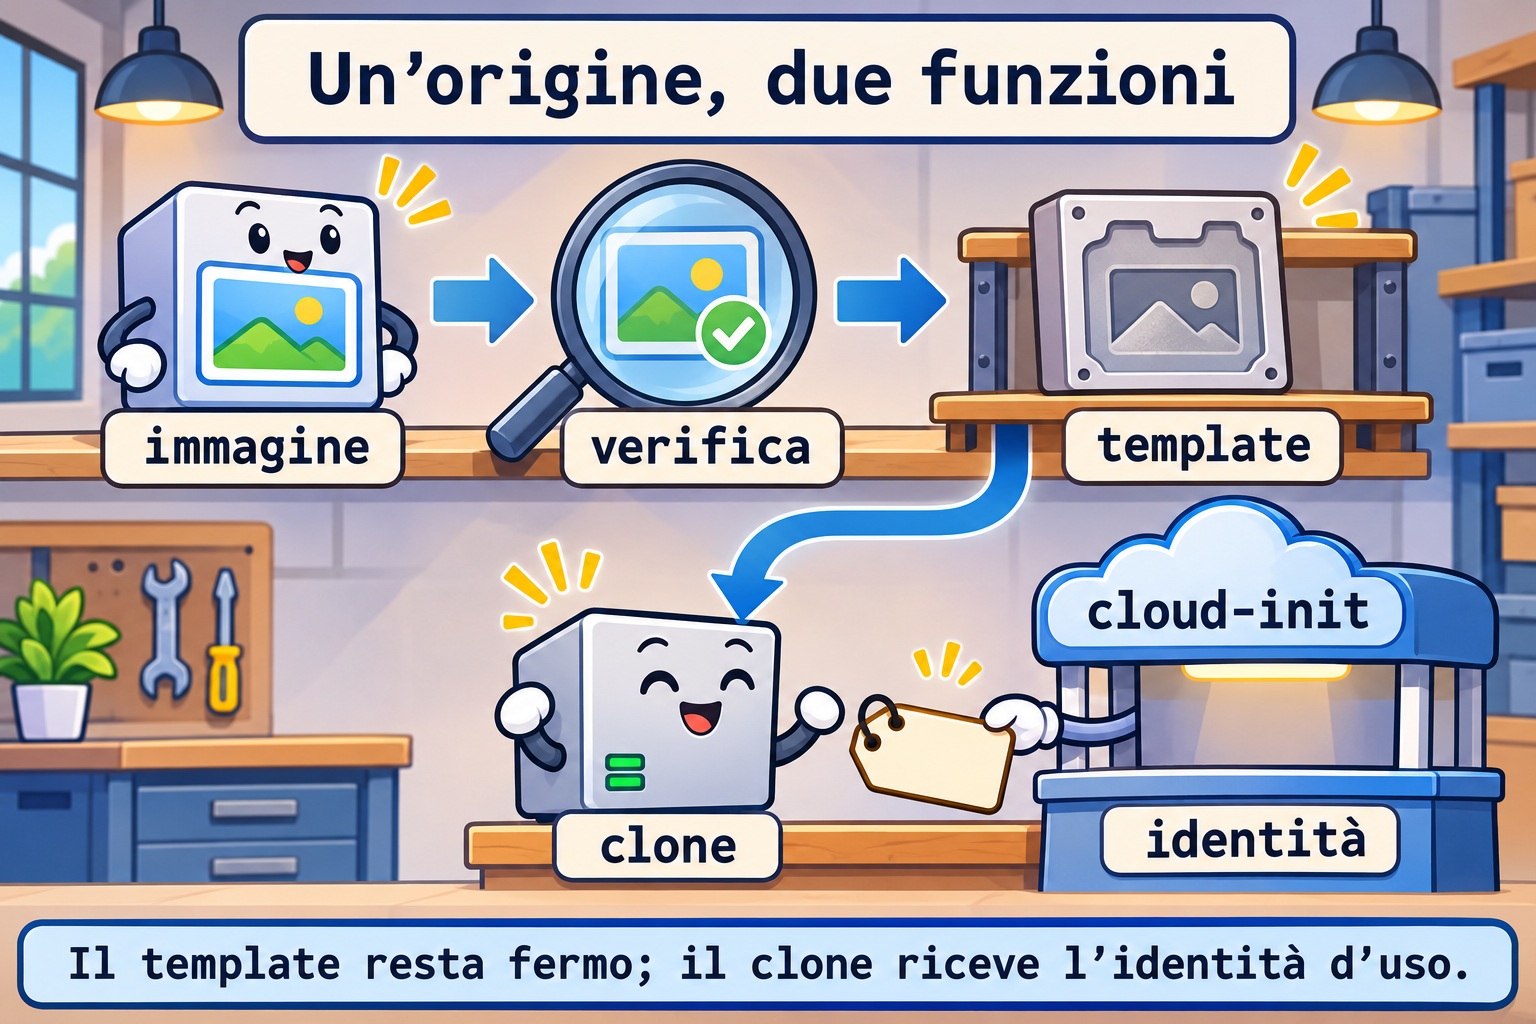 Un’origine, due funzioni
immagine
verifica
template
cloud-init
clone
identità
Il template resta fermo; il clone riceve l’identità d’uso.